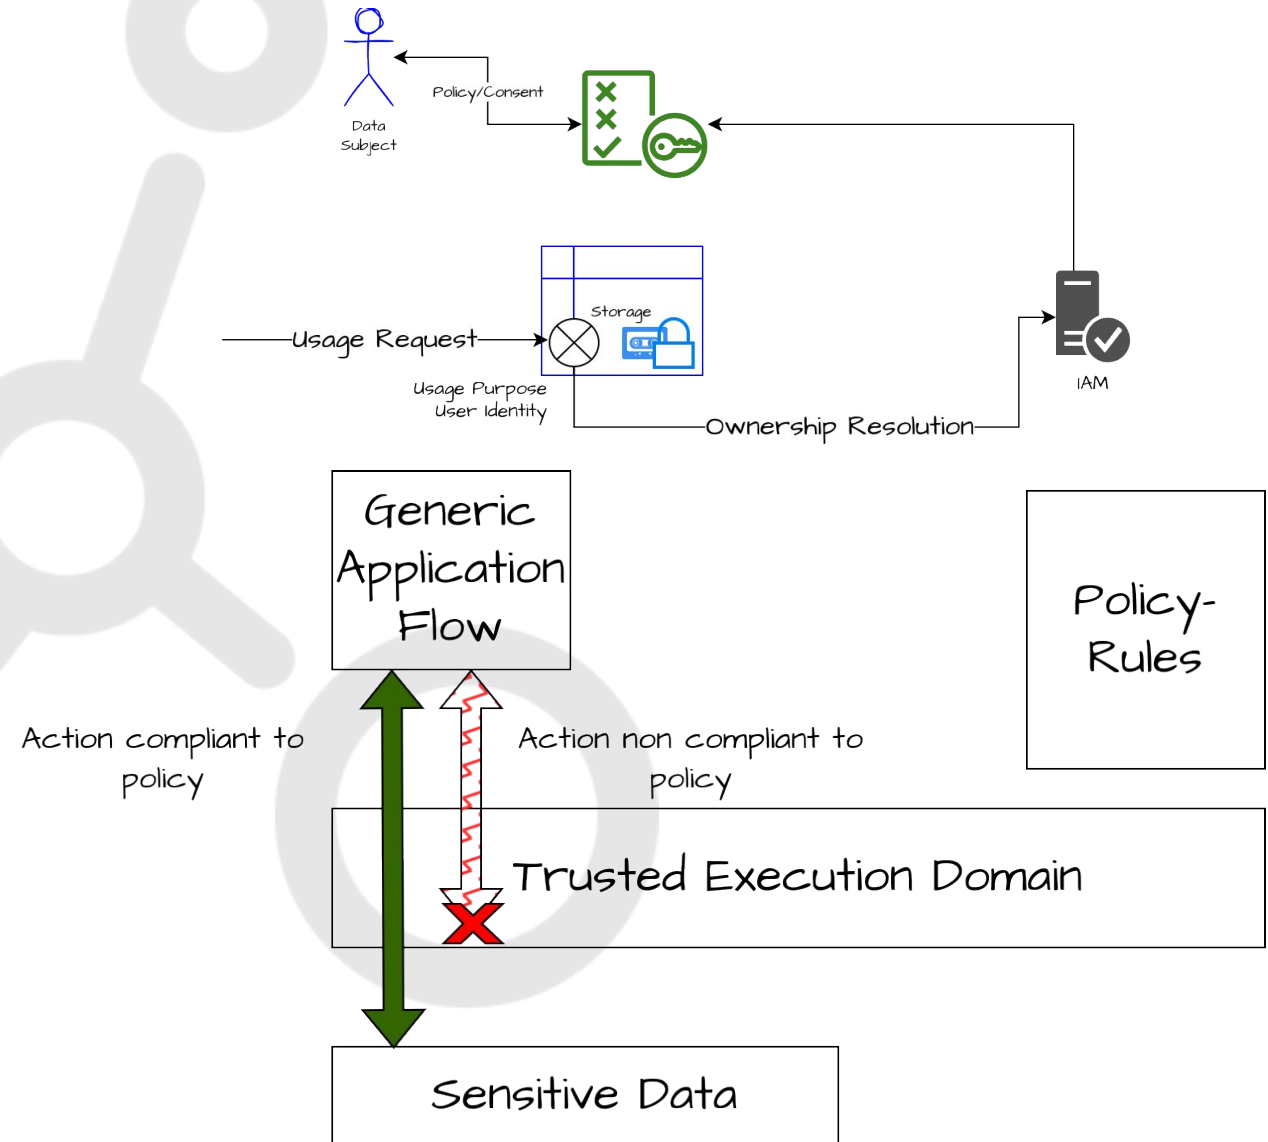 Policy/Consent
Data
Subject
Storage
Usage Request
Usage Purpose
User Identity
IAM
Ownership Resolution
Generic
Application
Flow
Policy-
Rules
Action compliant to
policy
Action non compliant to
policy
Trusted Execution Domain
Sensitive Data